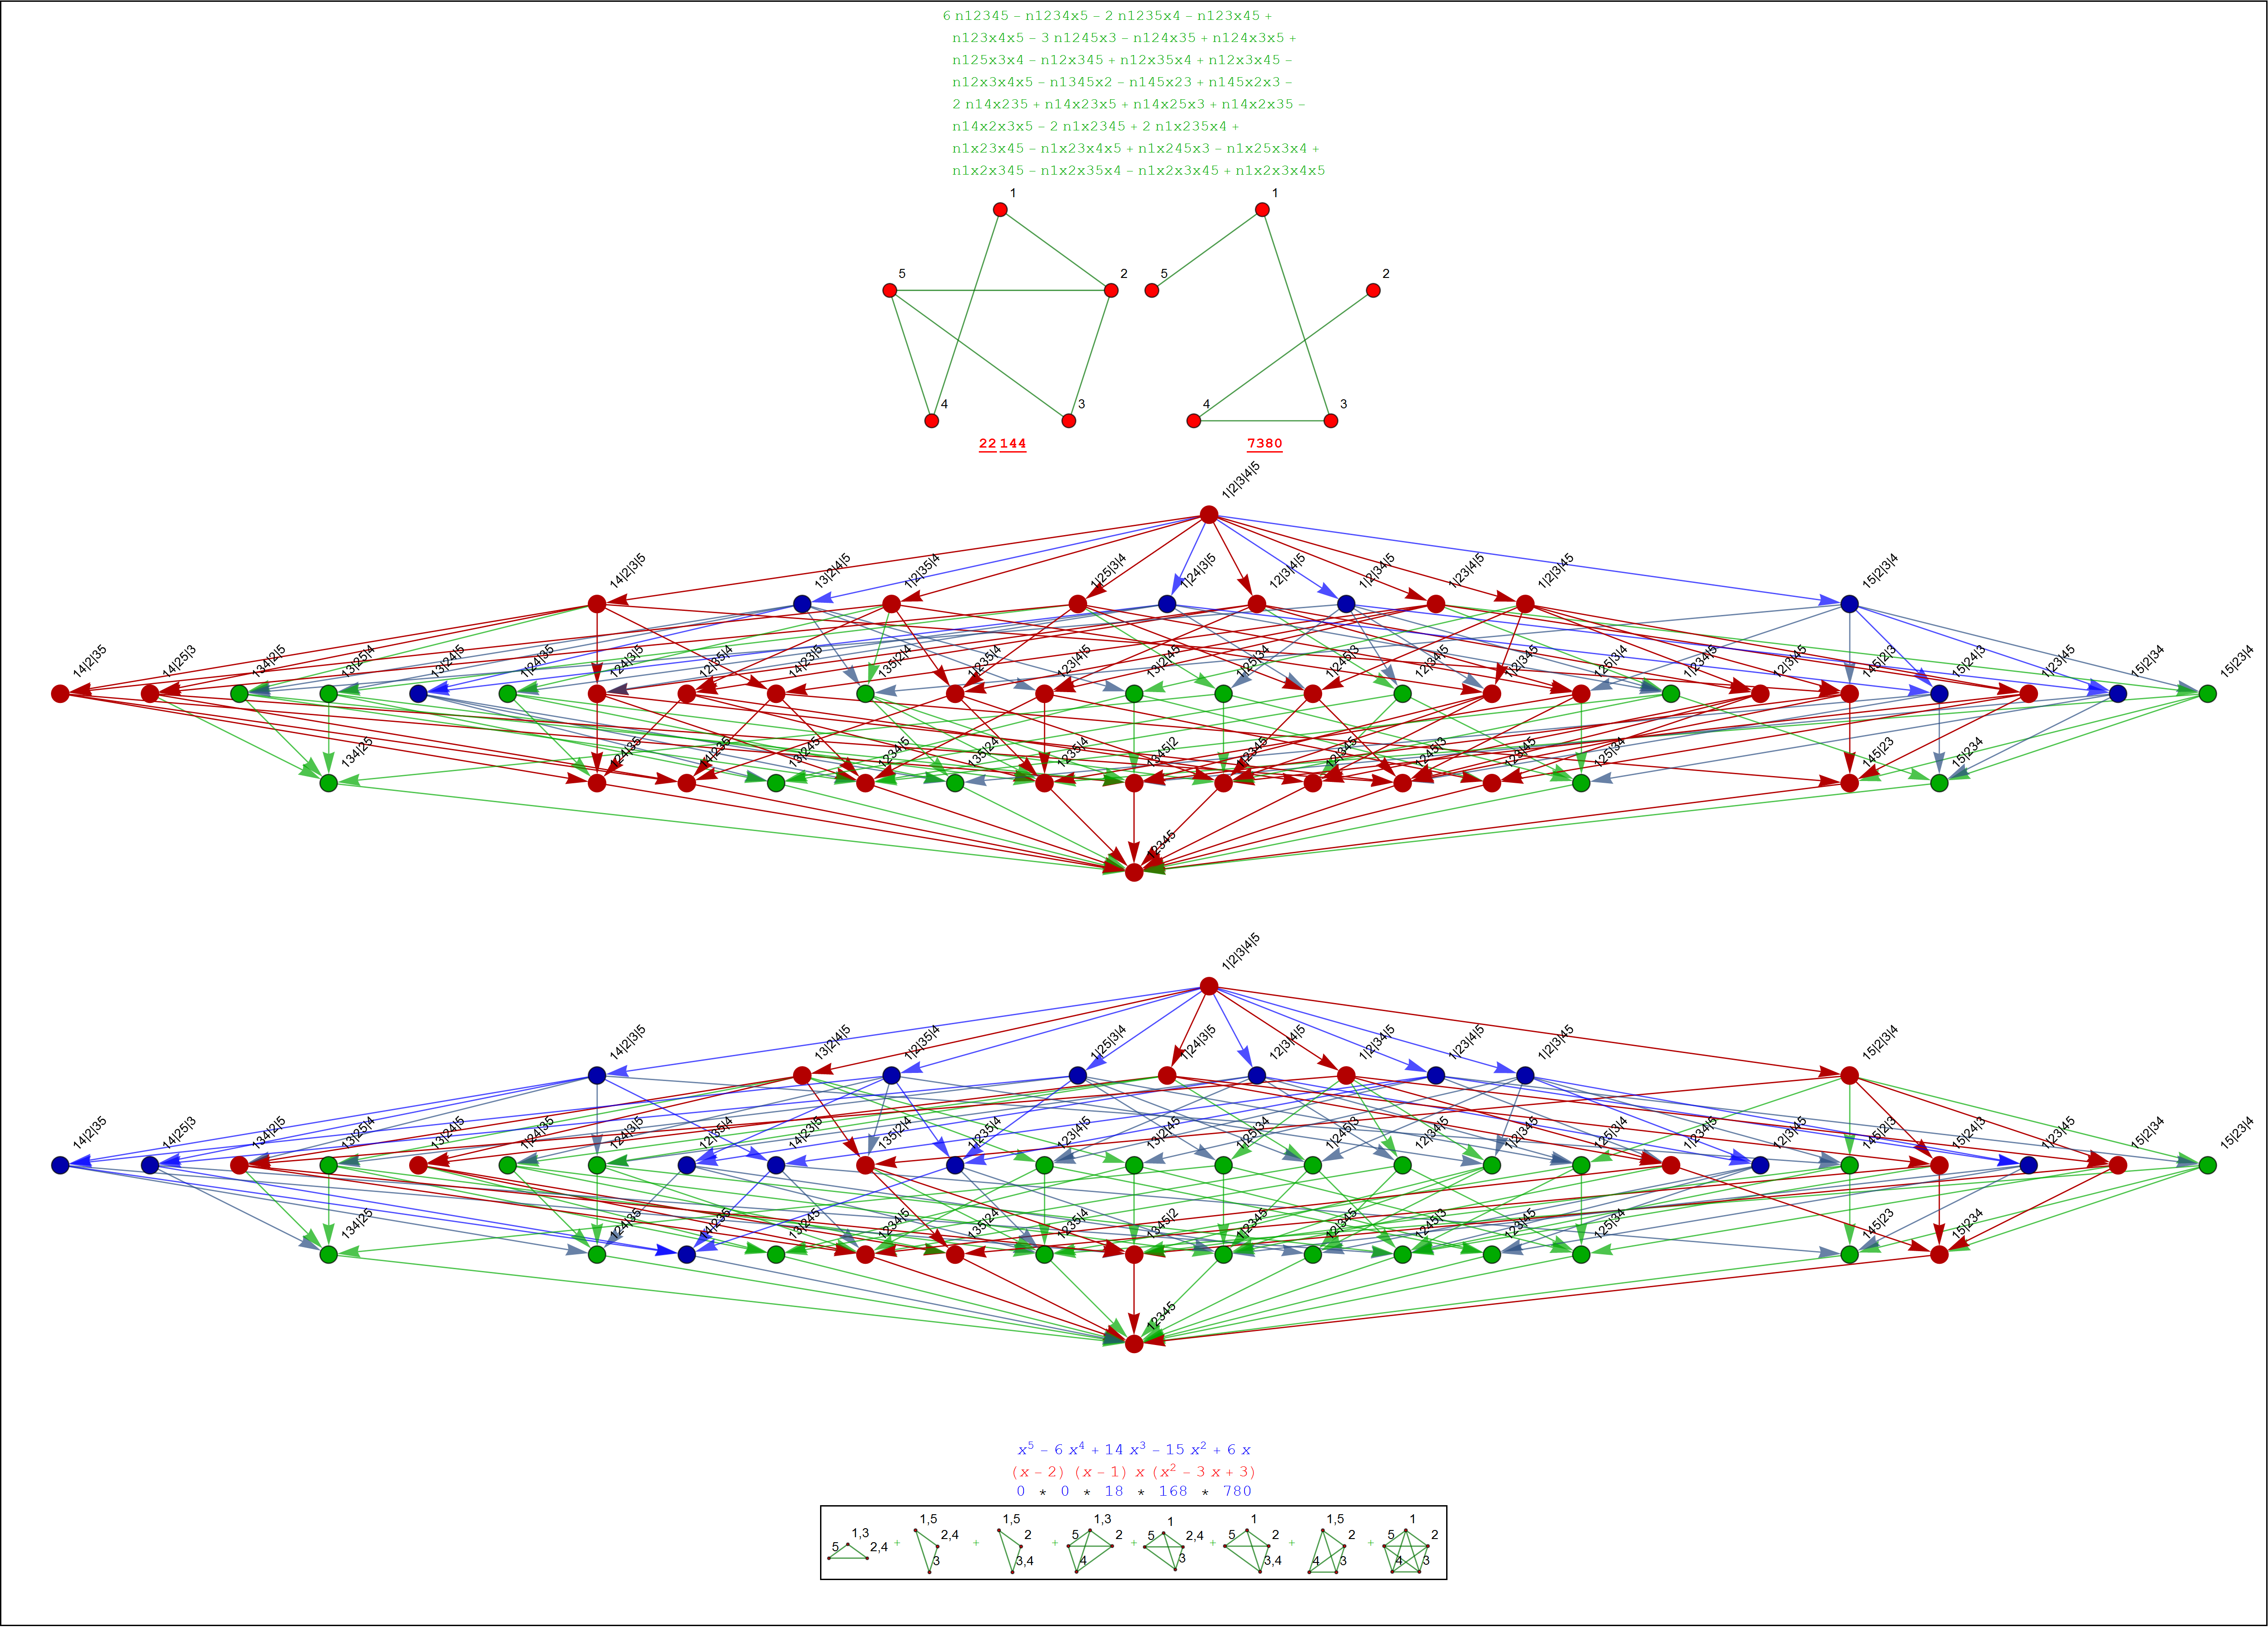 6 n12345 – n1234x5 – 2 n1235x4 – n123x45 +
n123x4x5 – 3 n1245x3 – n124x35 + n124x3x5 +
n125x3x4 – n12x345 + n12x35x4 + n12x3x45 –
n12x3x4x5 – n1345x2 – n145x23 + n145x2x3 –
2 n14x235 + n14x23x5 + n14x25x3 + n14x2x35 –
n14x2x3x5 – 2 n1x2345 + 2 n1x235x4 +
n1x23x45 – n1x23x4x5 + n1x245x3 – n1x25x3x4 +
n1x2x345 – n1x2x35x4 – n1x2x3x45 + n1x2x3x4x5
1 1
5 2 5 2
4 3 4 3
22 144 7380
1|2|3|4|5
14|2|3|5 13|2|4|5 1|2|35|4 1|25|3|4 1|24|3|5 12|3|4|5 1|2|34|5 1|23|4|5 1|2|3|45 15|2|3|4
14|2|35 14|25|3 134|2|5 13|25|4 13|24|5 1|24|35 124|3|5 12|35|4 14|23|5 135|2|4 1|235|4 123|4|5 13|2|45 1|25|34 1|245|3 12|34|5 1|2|345 125|3|4 1|234|5 12|3|45 145|2|3 15|24|3 1|23|45 15|2|34 15|23|4
134|25 124|35 14|235 13|245 1234|5 135|24 1235|4 1345|2 1|2345 12|345 1245|3 123|45 125|34 145|23 15|234
12345
1|2|3|4|5
14|2|3|5 13|2|4|5 1|2|35|4 1|25|3|4 1|24|3|5 12|3|4|5 1|2|34|5 1|23|4|5 1|2|3|45 15|2|3|4
14|2|35 14|25|3 134|2|5 13|25|4 13|24|5 1|24|35 124|3|5 12|35|4 14|23|5 135|2|4 1|235|4 123|4|5 13|2|45 1|25|34 1|245|3 12|34|5 1|2|345 125|3|4 1|234|5 12|3|45 145|2|3 15|24|3 1|23|45 15|2|34 15|23|4
134|25 124|35 14|235 13|245 1234|5 135|24 1235|4 1345|2 1|2345 12|345 1245|3 123|45 125|34 145|23 15|234
12345
x⁵ – 6 x⁴ + 14 x³ – 15 x² + 6 x
(x – 2) (x – 1) x (x² – 3 x + 3)
0 * 0 * 18 * 168 * 780
1,3 5 2,4 + 1,5 2,4 3 + 1,5 2 3,4 + 1,3 5 2 4 + 1 5 2,4 3 + 1 5 2 3,4 + 1,5 2 4 3 + 1 5 2 4 3